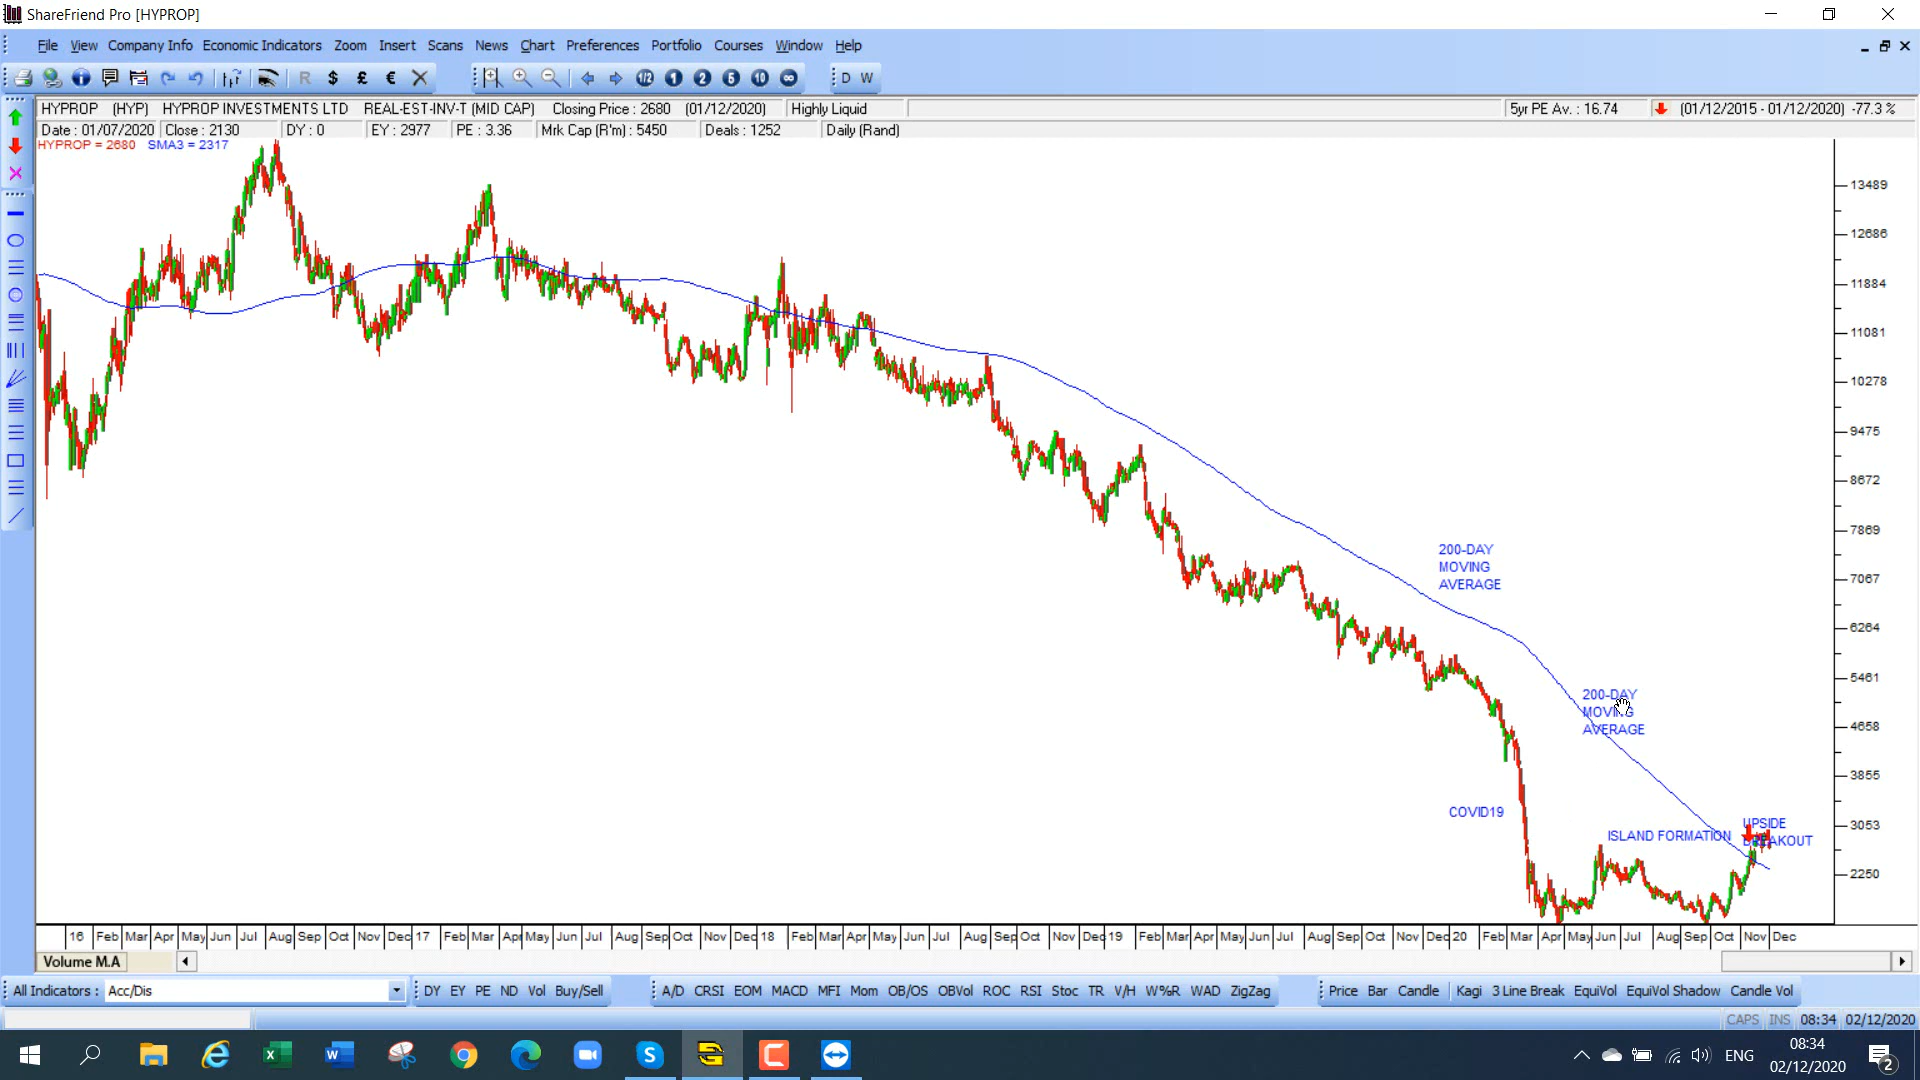 ShareFriend Pro [HYPROP]
File View Company Info Economic Indicators Zoom Insert Scans News Chart Preferences Portfolio Courses Window Help
R $ £ € 1/2 1 2 5 10 ∞ D W
HYPROP (HYP) HYPROP INVESTMENTS LTD REAL-EST-INV-T (MID CAP) Closing Price : 2680 (01/12/2020) Highly Liquid 5yr PE Av. : 16.74 (01/12/2015 - 01/12/2020) -77.3 %
Date : 01/07/2020 Close : 2130 DY : 0 EY : 2977 PE : 3.36 Mrk Cap (R'm) : 5450 Deals : 1252 Daily (Rand)
HYPROP = 2680 SMA3 = 2317
13489
12686
11884
11081
10278
9475
8672
7869
7067
6264
5461
4658
3855
3053
2250
200-DAY
MOVING
AVERAGE
200-DAY
MOVING
AVERAGE
COVID19
ISLAND FORMATION
UPSIDE
BREAKOUT
16 Feb Mar Apr May Jun Jul Aug Sep Oct Nov Dec 17 Feb Mar Apr May Jun Jul Aug Sep Oct Nov Dec 18 Feb Mar Apr May Jun Jul Aug Sep Oct Nov Dec 19 Feb Mar Apr May Jun Jul Aug Sep Oct Nov Dec 20 Feb Mar Apr May Jun Jul Aug Sep Oct Nov Dec
Volume M.A
All Indicators : Acc/Dis DY EY PE ND Vol Buy/Sell A/D CRSI EOM MACD MFI Mom OB/OS OBVol ROC RSI Stoc TR V/H W%R WAD ZigZag Price Bar Candle Kagi 3 Line Break EquiVol EquiVol Shadow Candle Vol
CAPS INS 08:34 02/12/2020
ENG
08:34
02/12/2020
2